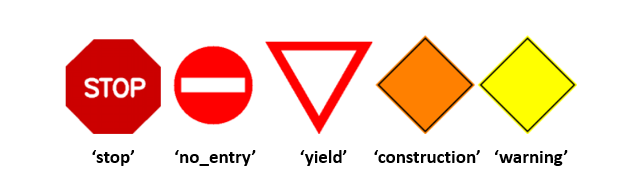 STOP
‘stop’ ‘no_entry’ ‘yield’ ‘construction’ ‘warning’